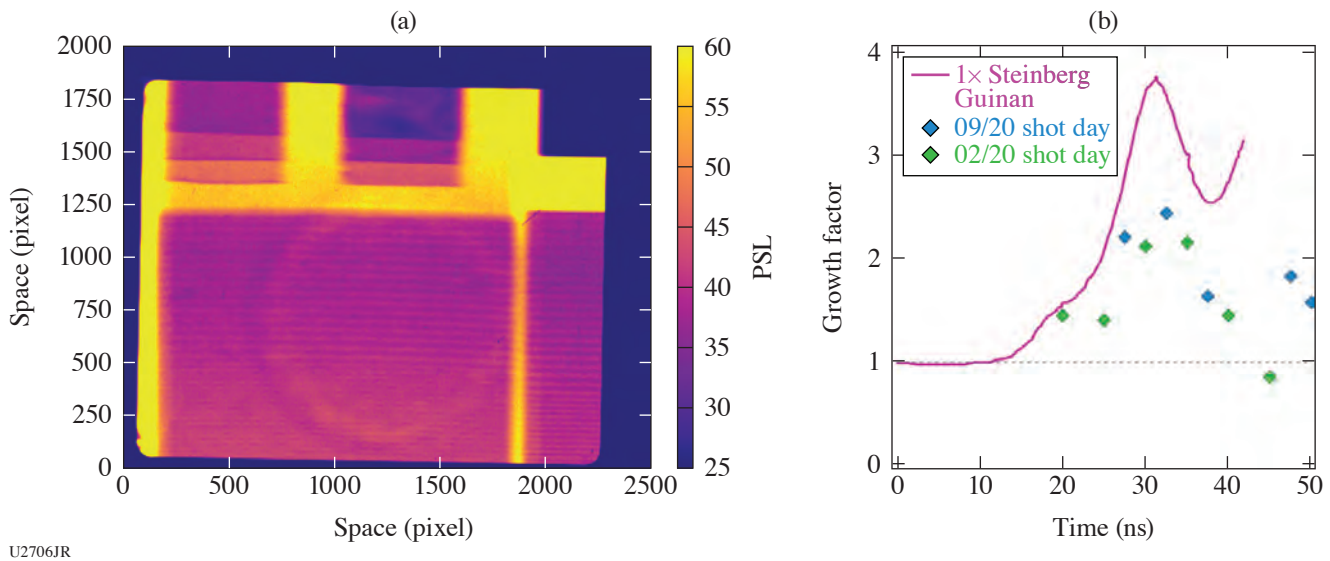 (a)
2000
1750
1500
1250
1000
750
500
250
0
Space (pixel)
0
500
1000
1500
2000
2500
Space (pixel)
60
55
50
45
40
35
30
25
PSL
U2706JR
(b)
4
3
2
1
0
Growth factor
1× Steinberg
Guinan
09/20 shot day
02/20 shot day
0
10
20
30
40
50
Time (ns)